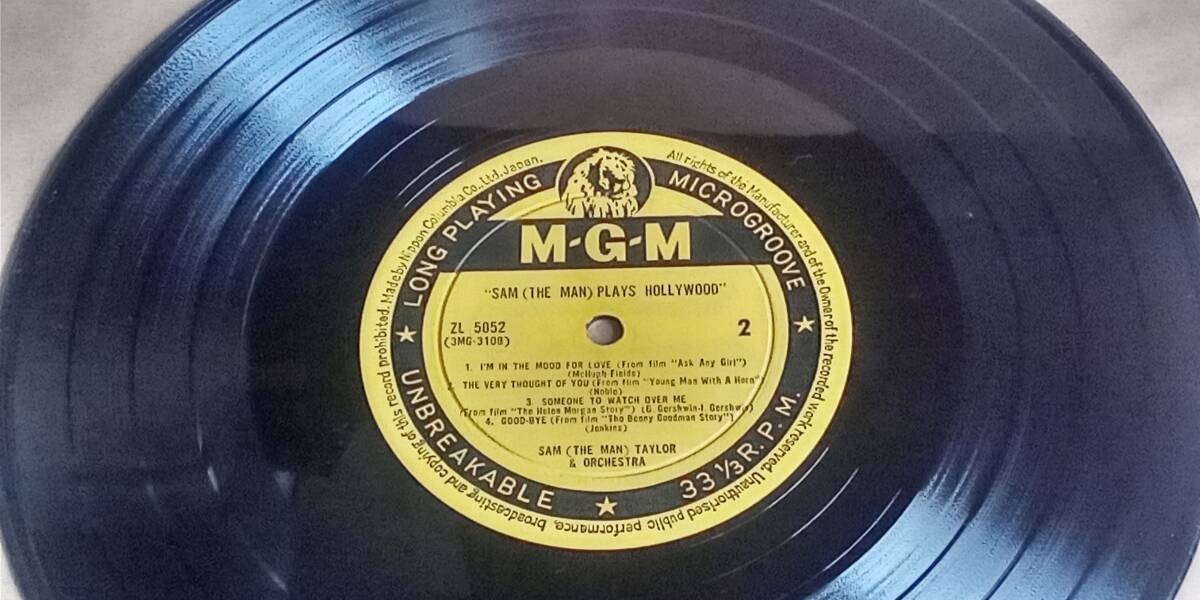 LONG PLAYING MICROGROOVE
M-G-M
"SAM (THE MAN) PLAYS HOLLYWOOD"
ZL 5052
(3MG-3108)
2
1. I'M IN THE MOOD FOR LOVE (From film "Ask Any Girl")
(McHugh Fields)
2. THE VERY THOUGHT OF YOU (From film "Young Man With A Horn"
(Noble)
3. SOMEONE TO WATCH OVER ME
(From film "The Helen Morgan Story") (G. Gershwin-I. Gershwin)
4. GOOD-BYE (From film "The Benny Goodman Story")
(Jenkins)
SAM (THE MAN) TAYLOR
& ORCHESTRA
UNBREAKABLE
33 1/3 R.P.M.
All rights of the Manufacturer and of the Owner of the recorded work reserved. Unauthorised public performance, broadcasting and copying of this record prohibited. Made by Nippon Columbia Co., Ltd. Japan.